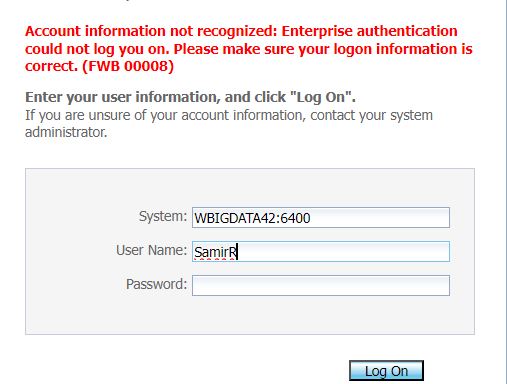 Account information not recognized: Enterprise authentication
could not log you on. Please make sure your logon information is
correct. (FWB 00008)
Enter your user information, and click "Log On".
If you are unsure of your account information, contact your system
administrator.
System: WBIGDATA42:6400
User Name: SamirR
Password:
Log On